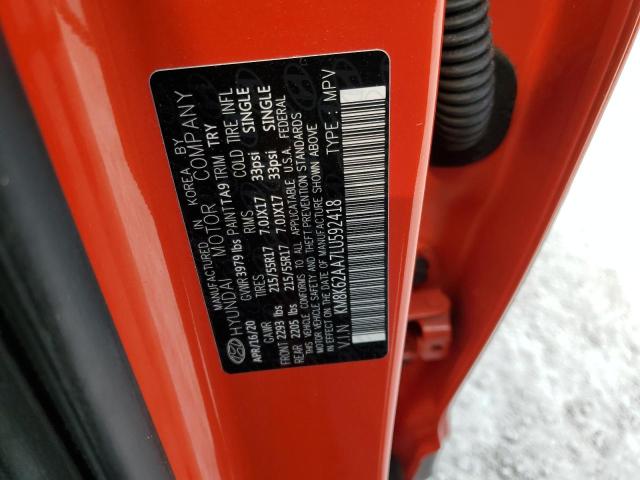 MANUFACTURED IN KOREA BY
HYUNDAI MOTOR COMPANY
APR/16/20 GVWR 3979 lbs PAINT TA9 TRIM TRY
GAWR TIRES RIMS COLD TIRE INFL
FRONT 2293 lbs 215/55R17 7.0JX17 33psi SINGLE
REAR 2205 lbs 215/55R17 7.0JX17 33psi SINGLE
THIS VEHICLE CONFORMS TO ALL APPLICABLE U.S.A. FEDERAL
MOTOR VEHICLE SAFETY, BUMPER, AND THEFT PREVENTION STANDARDS
IN EFFECT ON THE DATE OF MANUFACTURE SHOWN ABOVE
V.I.N: KM8K62AA7LU592418 TYPE: MPV